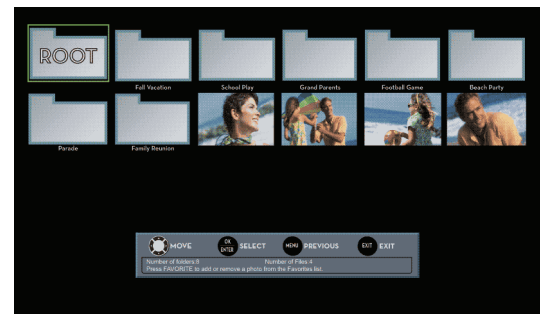 ROOT
Fall Vacation School Play Grand Parents Football Game Beach Party
Parade Family Reunion
MOVE OK ENTER SELECT MENU PREVIOUS EXIT EXIT
Number of folders:8 Number of Files:4
Press FAVORITE to add or remove a photo from the Favorites list.